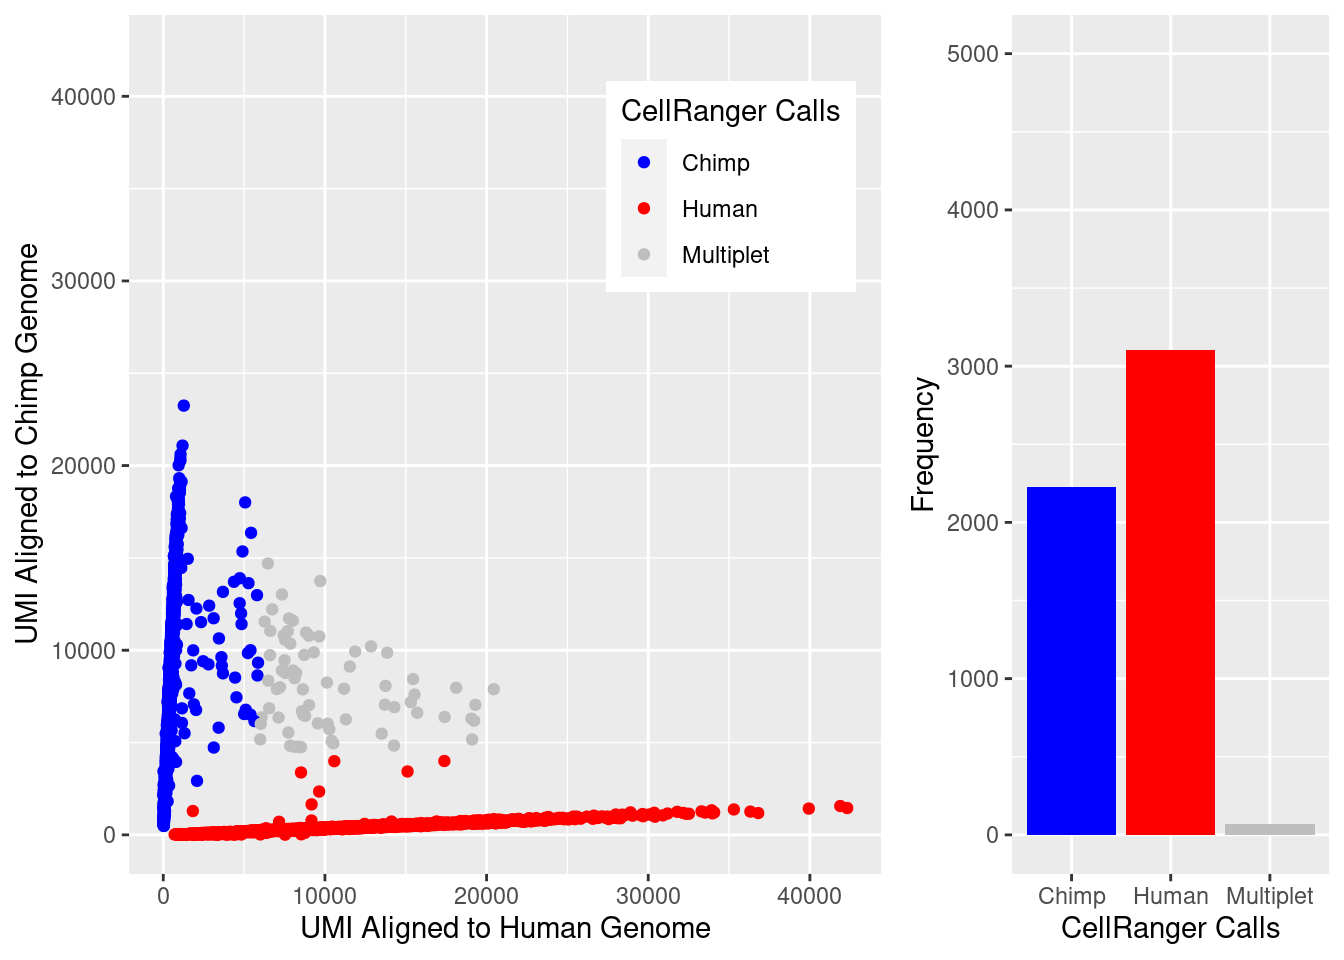 UMI Aligned to Chimp Genome
40000
30000
20000
10000
0
0 10000 20000 30000 40000
UMI Aligned to Human Genome
CellRanger Calls
Chimp
Human
Multiplet
Frequency
5000
4000
3000
2000
1000
0
Chimp Human Multiplet
CellRanger Calls